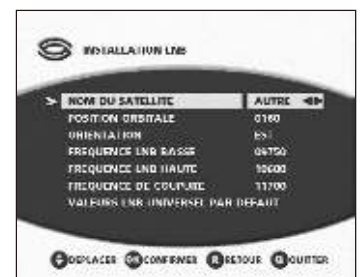 INSTALLATION LNB
NOM DU SATELLITE AUTRE
POSITION ORBITALE 0160
ORIENTATION EST
FREQUENCE LNB BASSE 09750
FREQUENCE LNB HAUTE 10600
FREQUENCE DE COUPURE 11700
VALEURS LNB UNIVERSEL PAR DEFAUT
DEPLACER OK CONFIRMER R RETOUR Q QUITTER